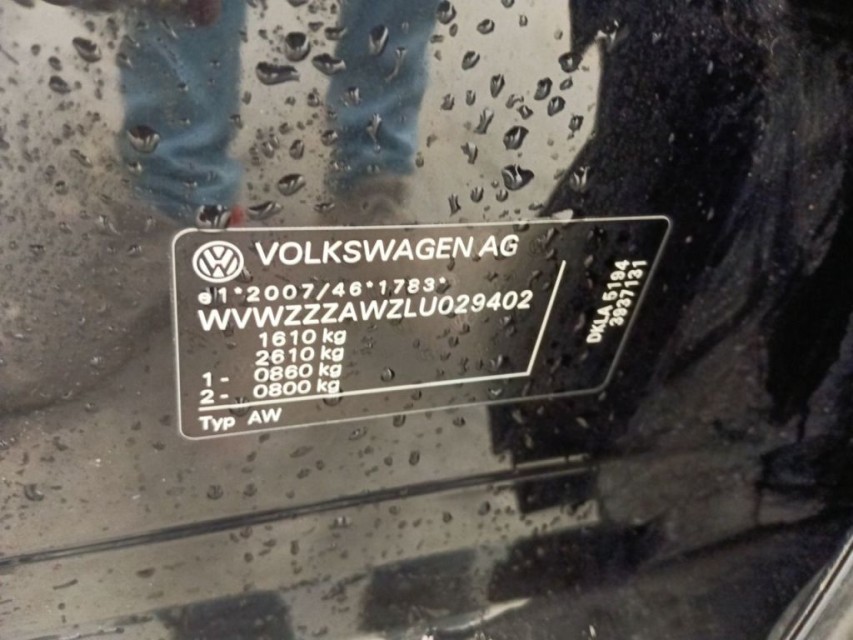 VOLKSWAGEN AG
e1*2007/46*1783*
WVWZZZAWZLU029402
1610 kg
2610 kg
1- 0860 kg
2- 0800 kg
Typ AW
DKLA 5194
3937131